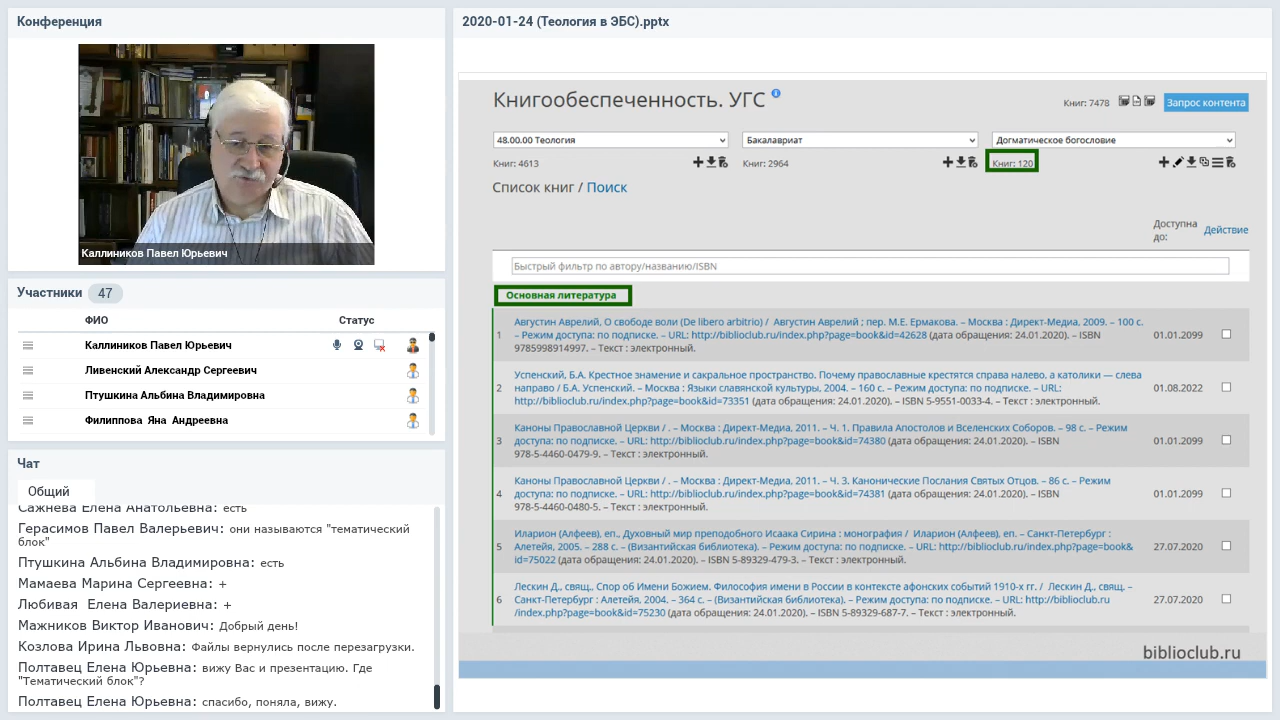 Конференция
Каллиников Павел Юрьевич
Участники 47
ФИО Статус
Каллиников Павел Юрьевич
Ливенский Александр Сергеевич
Птушкина Альбина Владимировна
Филиппова Яна Андреевна
Чат
Общий
Сажнева Елена Анатольевна: есть
Герасимов Павел Валерьевич: они называются "тематический
блок"
Птушкина Альбина Владимировна: есть
Мамаева Марина Сергеевна: +
Любивая Елена Валериевна: +
Мажников Виктор Иванович: Добрый день!
Козлова Ирина Львовна: Файлы вернулись после перезагрузки.
Полтавец Елена Юрьевна: вижу Вас и презентацию. Где
"Тематический блок"?
Полтавец Елена Юрьевна: спасибо, поняла, вижу.
2020-01-24 (Теология в ЭБС).pptx
Книгообеспеченность. УГС
Книг: 7478 Запрос контента
48.00.00 Теология Бакалавриат Догматическое богословие
Книг: 4613 Книг: 2964 Книг: 120
Список книг / Поиск
Доступна
до: Действие
Быстрый фильтр по автору/названию/ISBN
Основная литература
1 Августин Аврелий, О свободе воли (De libero arbitrio) / Августин Аврелий ; пер. М.Е. Ермакова. – Москва : Директ-Медиа, 2009. – 100 с.
– Режим доступа: по подписке. – URL: http://biblioclub.ru/index.php?page=book&id=42628 (дата обращения: 24.01.2020). – ISBN 01.01.2099
9785998914997. – Текст : электронный.
2 Успенский, Б.А. Крестное знамение и сакральное пространство. Почему православные крестятся справа налево, а католики — слева
направо / Б.А. Успенский. – Москва : Языки славянской культуры, 2004. – 160 с. – Режим доступа: по подписке. – URL: 01.08.2022
http://biblioclub.ru/index.php?page=book&id=73351 (дата обращения: 24.01.2020). – ISBN 5-9551-0033-4. – Текст : электронный.
3 Каноны Православной Церкви / . – Москва : Директ-Медиа, 2011. – Ч. 1. Правила Апостолов и Вселенских Соборов. – 98 с. – Режим
доступа: по подписке. – URL: http://biblioclub.ru/index.php?page=book&id=74380 (дата обращения: 24.01.2020). – ISBN 01.01.2099
978-5-4460-0479-9. – Текст : электронный.
4 Каноны Православной Церкви / . – Москва : Директ-Медиа, 2011. – Ч. 3. Канонические Послания Святых Отцов. – 86 с. – Режим
доступа: по подписке. – URL: http://biblioclub.ru/index.php?page=book&id=74381 (дата обращения: 24.01.2020). – ISBN 01.01.2099
978-5-4460-0480-5. – Текст : электронный.
5 Иларион (Алфеев), еп., Духовный мир преподобного Исаака Сирина : монография / Иларион (Алфеев), еп. – Санкт-Петербург :
Алетейя, 2005. – 288 с. – (Византийская библиотека). – Режим доступа: по подписке. – URL: http://biblioclub.ru/index.php?page=book& 27.07.2020
id=75022 (дата обращения: 24.01.2020). – ISBN 5-89329-479-3. – Текст : электронный.
6 Лескин Д., свящ., Спор об Имени Божием. Философия имени в России в контексте афонских событий 1910-х гг. / Лескин Д., свящ. –
Санкт-Петербург : Алетейя, 2004. – 364 с. – (Византийская библиотека). – Режим доступа: по подписке. – URL: http://biblioclub.ru 27.07.2020
/index.php?page=book&id=75230 (дата обращения: 24.01.2020). – ISBN 5-89329-687-7. – Текст : электронный.
biblioclub.ru